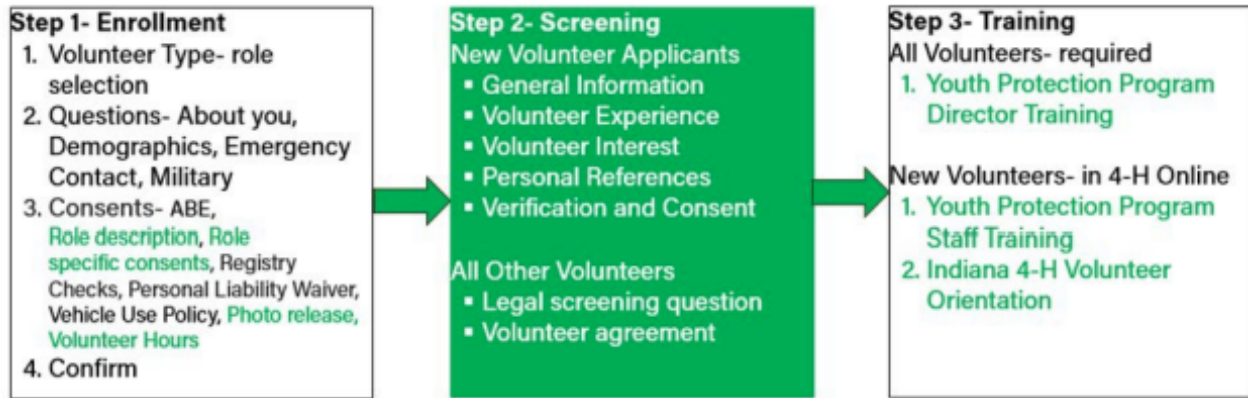 Step 1- Enrollment
1. Volunteer Type- role
selection
2. Questions- About you,
Demographics, Emergency
Contact, Military
3. Consents- ABE,
Role description, Role
specific consents, Registry
Checks, Personal Liability Waiver,
Vehicle Use Policy, Photo release,
Volunteer Hours
4. Confirm
Step 2- Screening
New Volunteer Applicants
▪ General Information
▪ Volunteer Experience
▪ Volunteer Interest
▪ Personal References
▪ Verification and Consent
All Other Volunteers
▪ Legal screening question
▪ Volunteer agreement
Step 3- Training
All Volunteers- required
1. Youth Protection Program
Director Training
New Volunteers- in 4-H Online
1. Youth Protection Program
Staff Training
2. Indiana 4-H Volunteer
Orientation